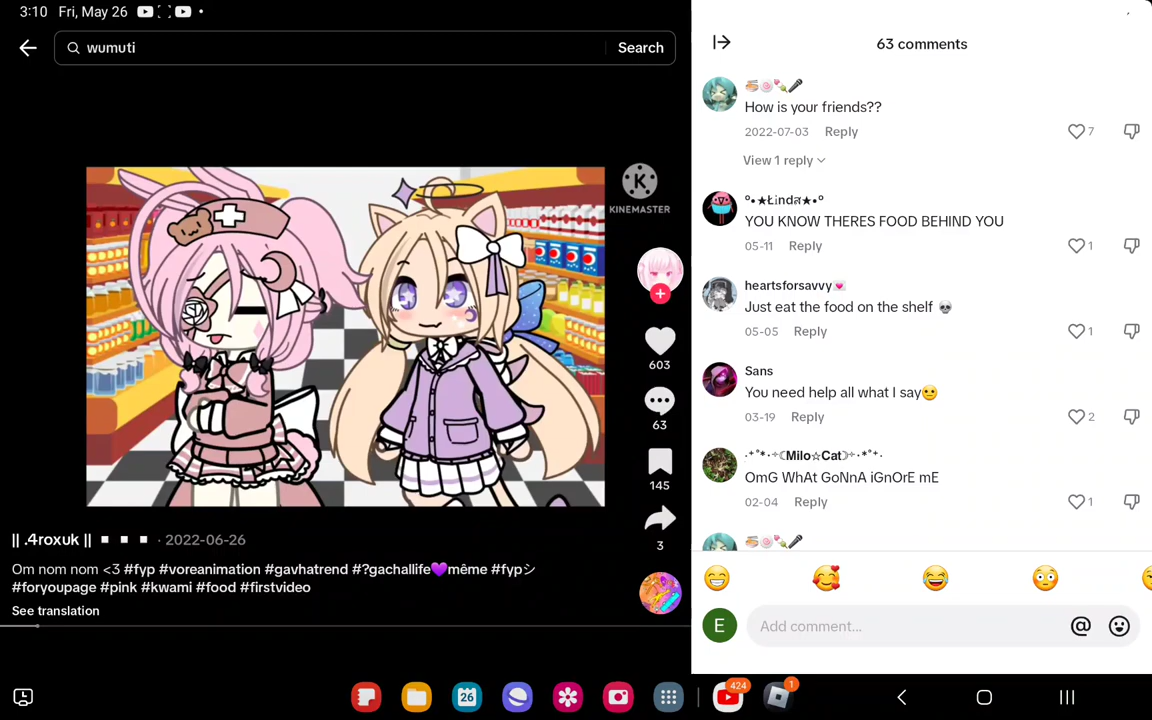 3:10 Fri, May 26
wumuti
Search
63 comments
How is your friends??
2022-07-03 Reply
7
View 1 reply
YOU KNOW THERES FOOD BEHIND YOU
05-11 Reply
1
heartsforsavvy💌
Just eat the food on the shelf 💀
05-05 Reply
1
Sans
You need help all what I say🤨
03-19 Reply
2
Milo☆Cat
OmG WhAt GoNnA iGnOrE mE
02-04 Reply
1
KINEMASTER
603
63
145
3
|| .4roxuk || · 2022-06-26
Om nom nom <3 #fyp #voreanimation #gavhatrend #?gachallife💜même #fypシ
#foryoupage #pink #kwami #food #firstvideo
See translation
E
Add comment...
@
26
424
1